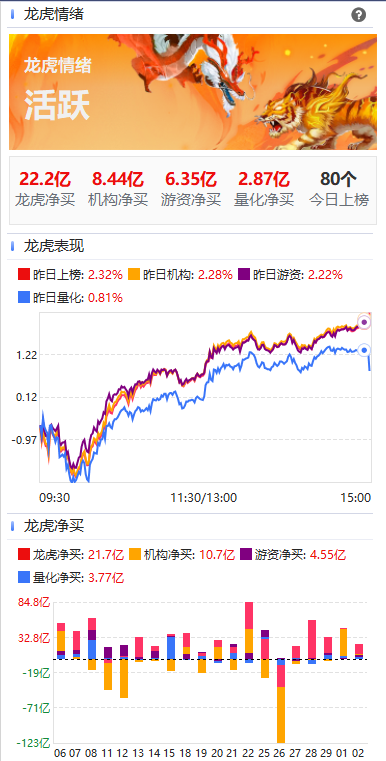 龙虎情绪
?
龙虎情绪
活跃
22.2亿 8.44亿 6.35亿 2.87亿 80个
龙虎净买 机构净买 游资净买 量化净买 今日上榜
龙虎表现
昨日上榜: 2.32% 昨日机构: 2.28% 昨日游资: 2.22%
昨日量化: 0.81%
1.22
0.12
-0.97
09:30 11:30/13:00 15:00
龙虎净买
龙虎净买: 21.7亿 机构净买: 10.7亿 游资净买: 4.55亿
量化净买: 3.77亿
84.8亿
32.8亿
-19亿
-71亿
-123亿
06 07 08 11 12 13 14 15 18 19 20 21 22 25 26 27 28 29 01 02